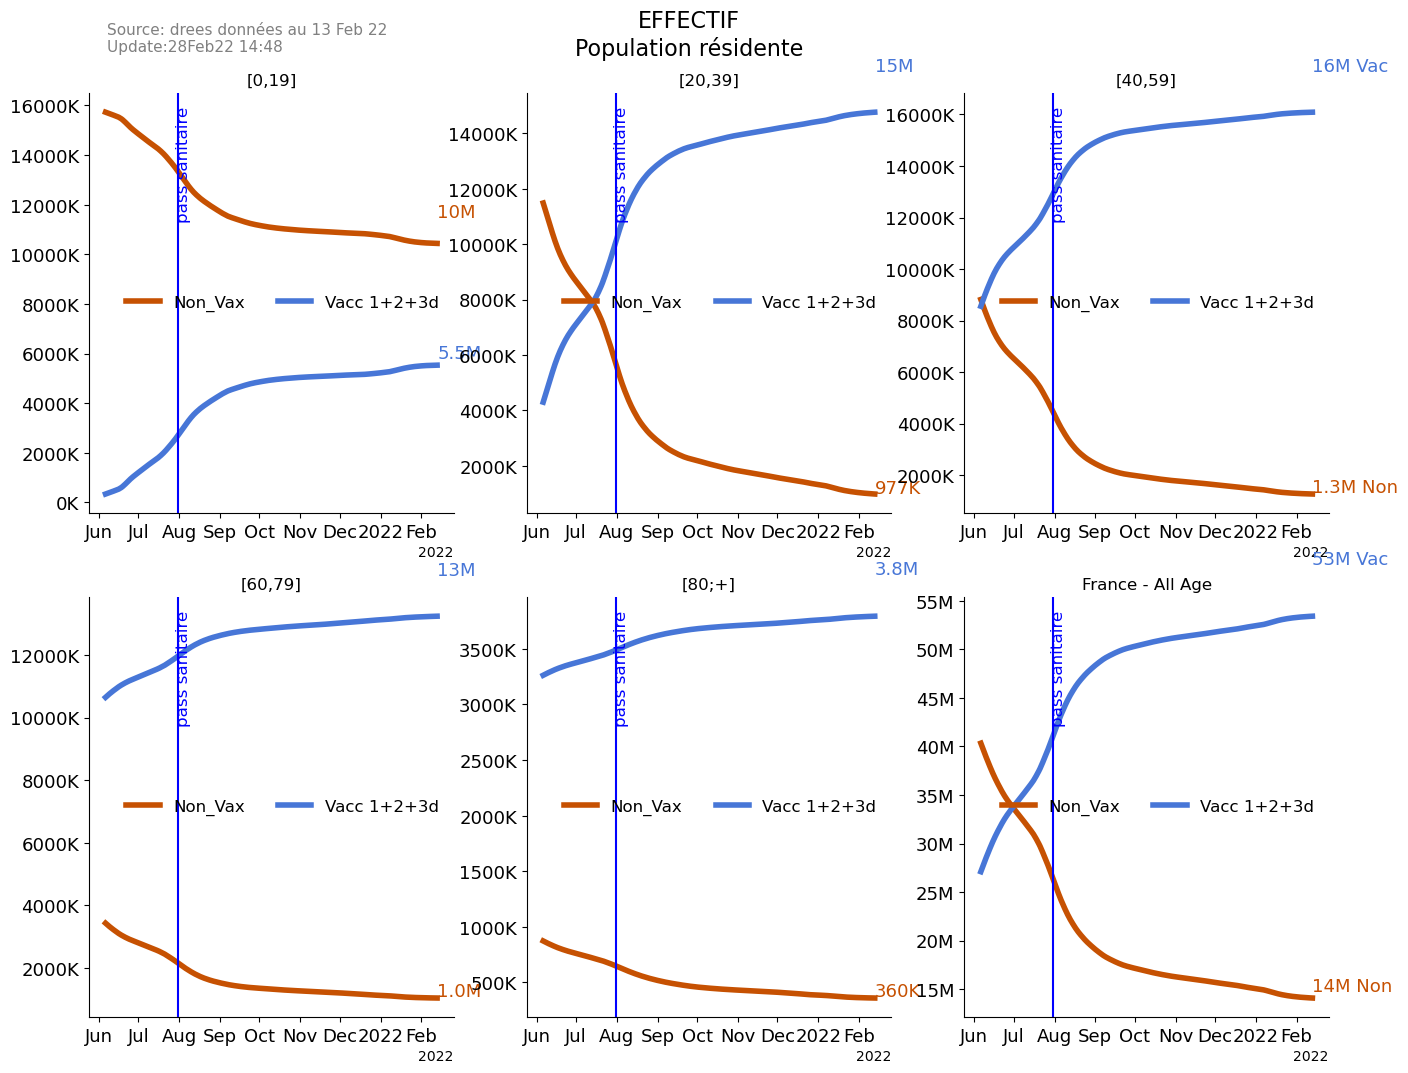 Source: drees données au 13 Feb 22
Update:28Feb22 14:48
EFFECTIF
Population résidente
[0,19]
16000K
14000K
12000K
10000K
8000K
6000K
4000K
2000K
0K
pass sanitaire
10M
5.5M
Non_Vax
Vacc 1+2+3d
Jun Jul Aug Sep Oct Nov Dec 2022 Feb
2022
[20,39]
15M
14000K
12000K
10000K
8000K
6000K
4000K
2000K
pass sanitaire
977K
Non_Vax
Vacc 1+2+3d
Jun Jul Aug Sep Oct Nov Dec 2022 Feb
2022
[40,59]
16M Vac
16000K
14000K
12000K
10000K
8000K
6000K
4000K
2000K
pass sanitaire
1.3M Non
Non_Vax
Vacc 1+2+3d
Jun Jul Aug Sep Oct Nov Dec 2022 Feb
2022
[60,79]
13M
12000K
10000K
8000K
6000K
4000K
2000K
pass sanitaire
1.0M
Non_Vax
Vacc 1+2+3d
Jun Jul Aug Sep Oct Nov Dec 2022 Feb
2022
[80;+]
3.8M
3500K
3000K
2500K
2000K
1500K
1000K
500K
pass sanitaire
360K
Non_Vax
Vacc 1+2+3d
Jun Jul Aug Sep Oct Nov Dec 2022 Feb
2022
France - All Age
53M Vac
55M
50M
45M
40M
35M
30M
25M
20M
15M
pass sanitaire
14M Non
Non_Vax
Vacc 1+2+3d
Jun Jul Aug Sep Oct Nov Dec 2022 Feb
2022